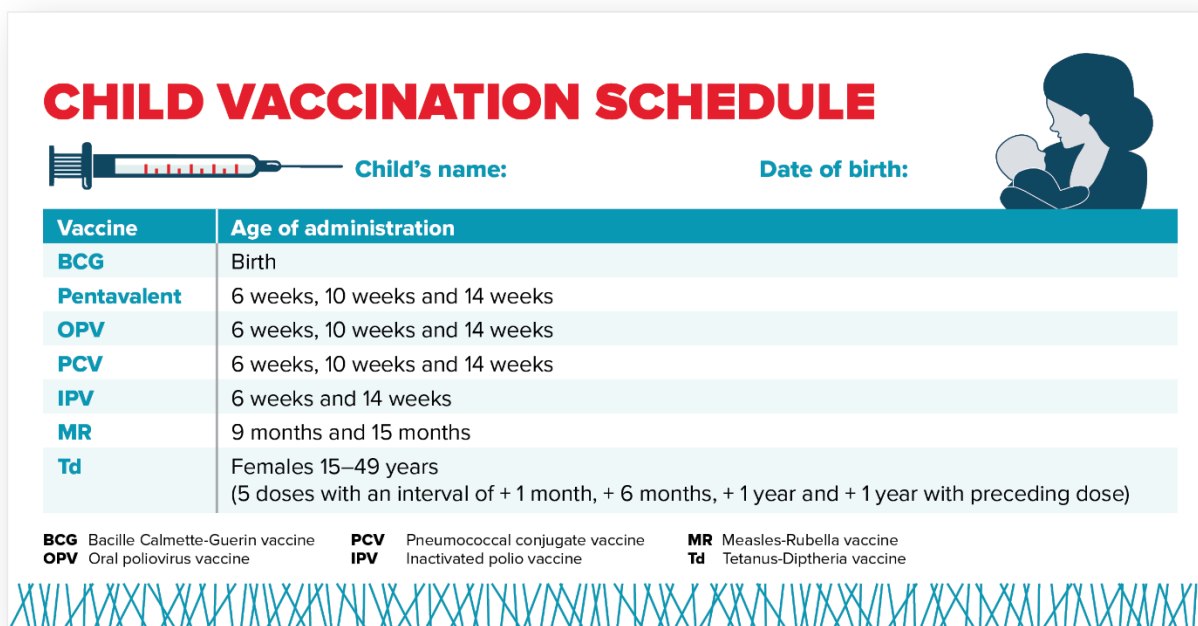 CHILD VACCINATION SCHEDULE
Child's name: Date of birth:
Vaccine Age of administration
BCG Birth
Pentavalent 6 weeks, 10 weeks and 14 weeks
OPV 6 weeks, 10 weeks and 14 weeks
PCV 6 weeks, 10 weeks and 14 weeks
IPV 6 weeks and 14 weeks
MR 9 months and 15 months
Td Females 15–49 years
(5 doses with an interval of + 1 month, + 6 months, + 1 year and + 1 year with preceding dose)
BCG Bacille Calmette-Guerin vaccine PCV Pneumococcal conjugate vaccine MR Measles-Rubella vaccine
OPV Oral poliovirus vaccine IPV Inactivated polio vaccine Td Tetanus-Diptheria vaccine